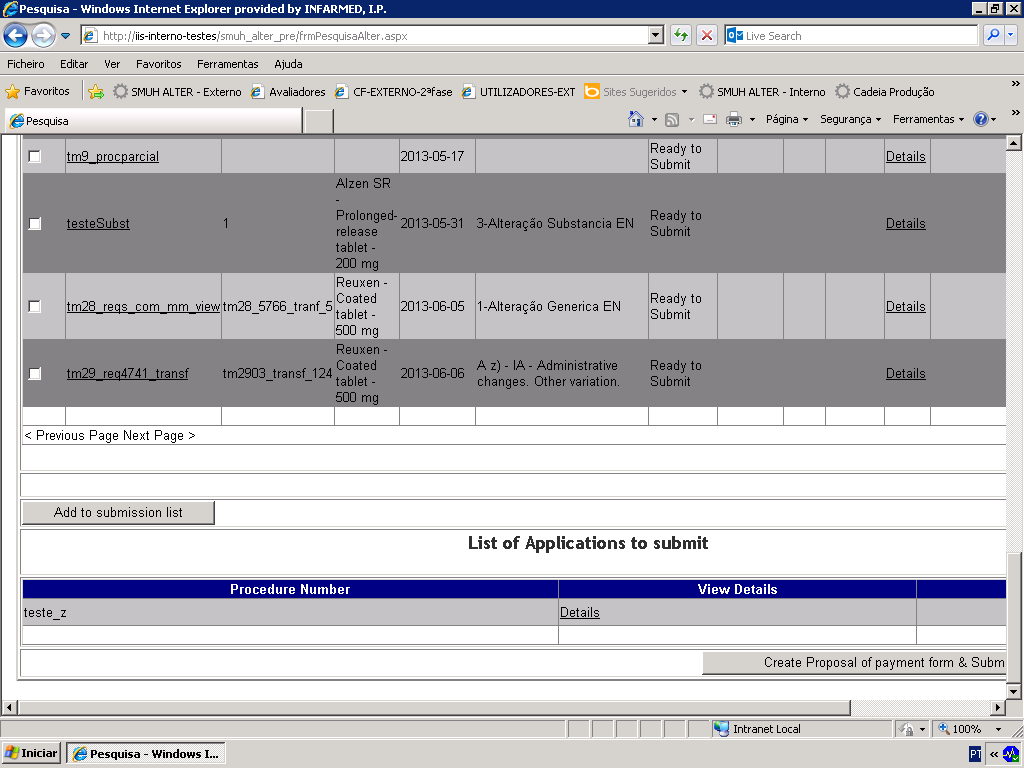 Pesquisa - Windows Internet Explorer provided by INFARMED, I.P.
http://iis-interno-testes/smuh_alter_pre/frmPesquisaAlter.aspx
Live Search
Ficheiro Editar Ver Favoritos Ferramentas Ajuda
Favoritos SMUH ALTER - Externo Avaliadores CF-EXTERNO-2ªfase UTILIZADORES-EXT Sites Sugeridos SMUH ALTER - Interno Cadeia Produção »
Pesquisa Página Segurança Ferramentas »
tm9_procparcial 2013-05-17 Ready to Submit Details
testeSubst 1 Alzen SR - Prolonged-release tablet - 200 mg 2013-05-31 3-Alteração Substancia EN Ready to Submit Details
tm28_reqs_com_mm_view tm28_5766_tranf_5 Reuxen - Coated tablet - 500 mg 2013-06-05 1-Alteração Generica EN Ready to Submit Details
tm29_req4741_transf tm2903_transf_124 Reuxen - Coated tablet - 500 mg 2013-06-06 A z) - IA - Administrative changes. Other variation. Ready to Submit Details
< Previous Page Next Page >
Add to submission list
List of Applications to submit
Procedure Number View Details
teste_z Details
Create Proposal of payment form & Subm
Intranet Local 100%
Iniciar Pesquisa - Windows I... PT «